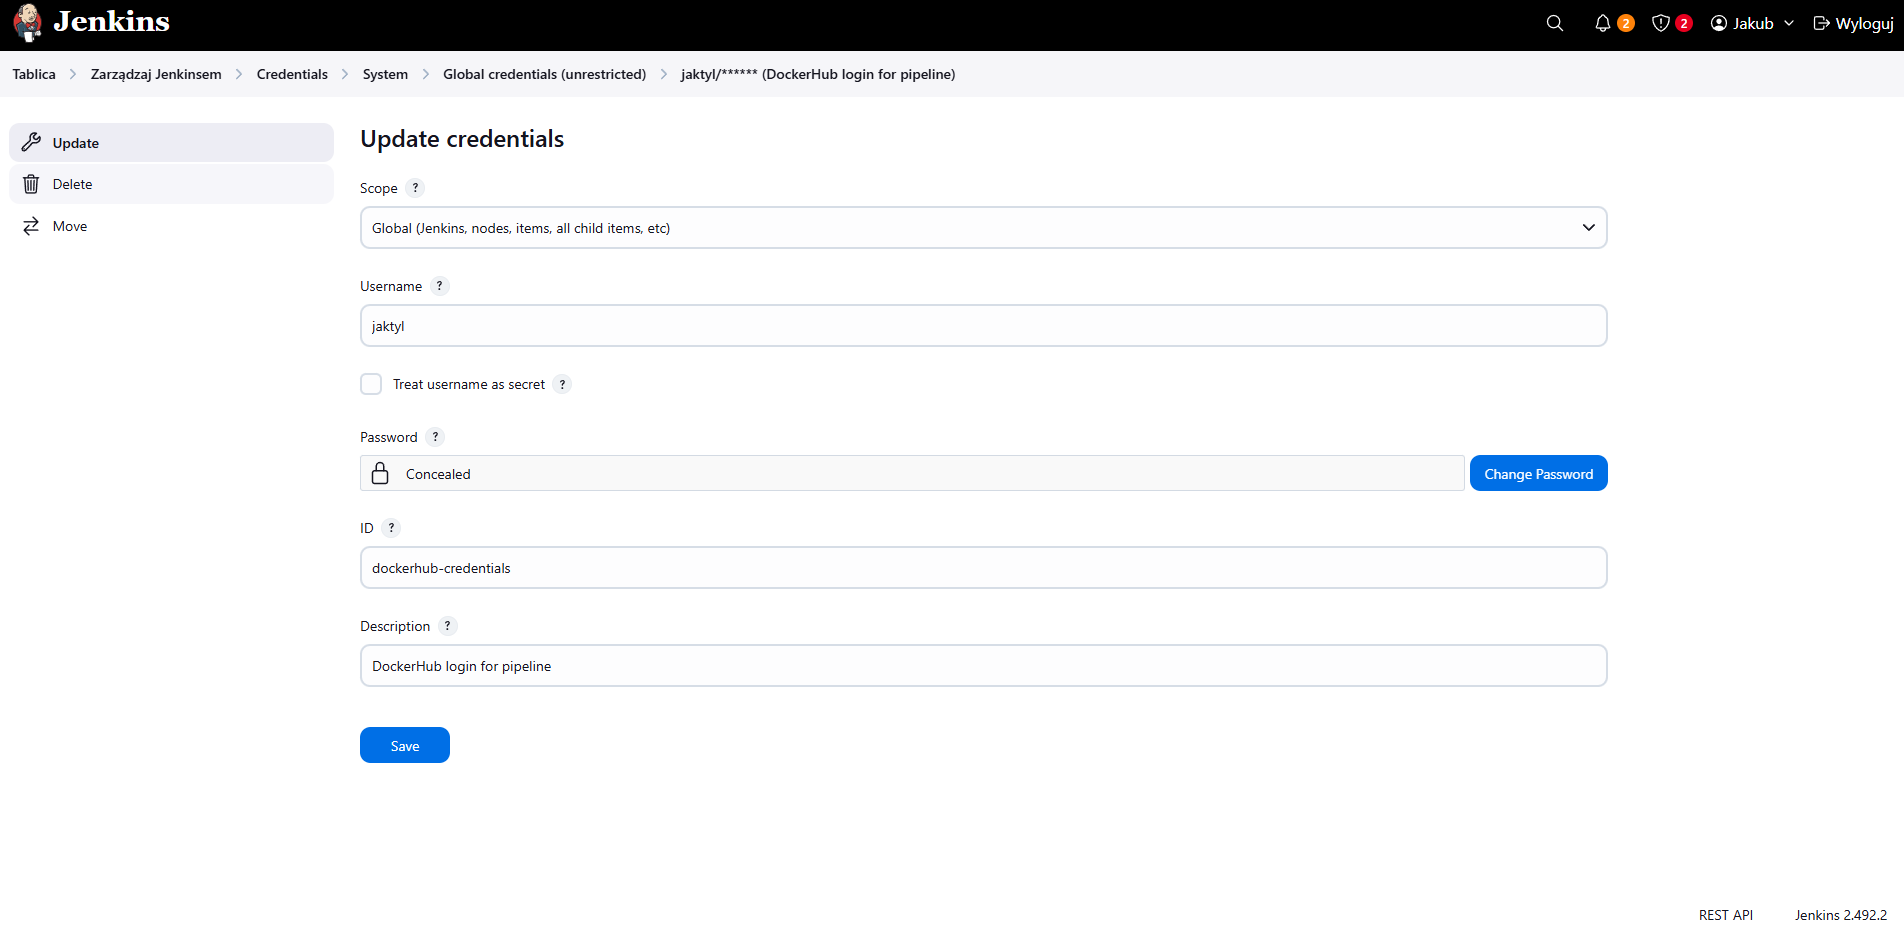 Jenkins
2
2
Jakub
Wyloguj
Tablica
Zarządzaj Jenkinsem
Credentials
System
Global credentials (unrestricted)
jaktyl/****** (DockerHub login for pipeline)
Update
Delete
Move
Update credentials
Scope ?
Global (Jenkins, nodes, items, all child items, etc)
Username ?
jaktyl
Treat username as secret ?
Password ?
Concealed
Change Password
ID ?
dockerhub-credentials
Description ?
DockerHub login for pipeline
Save
REST API
Jenkins 2.492.2